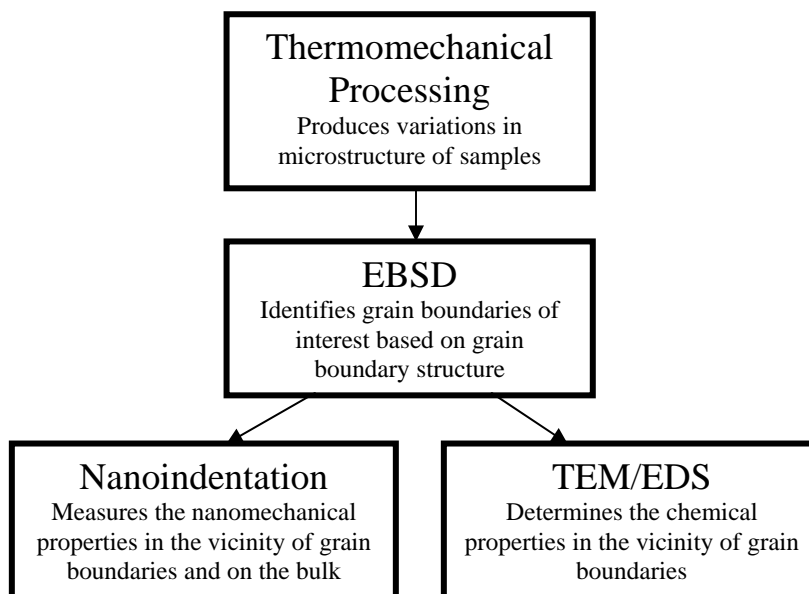 Thermomechanical
Processing
Produces variations in
microstructure of samples
EBSD
Identifies grain boundaries of
interest based on grain
boundary structure
Nanoindentation
Measures the nanomechanical
properties in the vicinity of grain
boundaries and on the bulk
TEM/EDS
Determines the chemical
properties in the vicinity of grain
boundaries